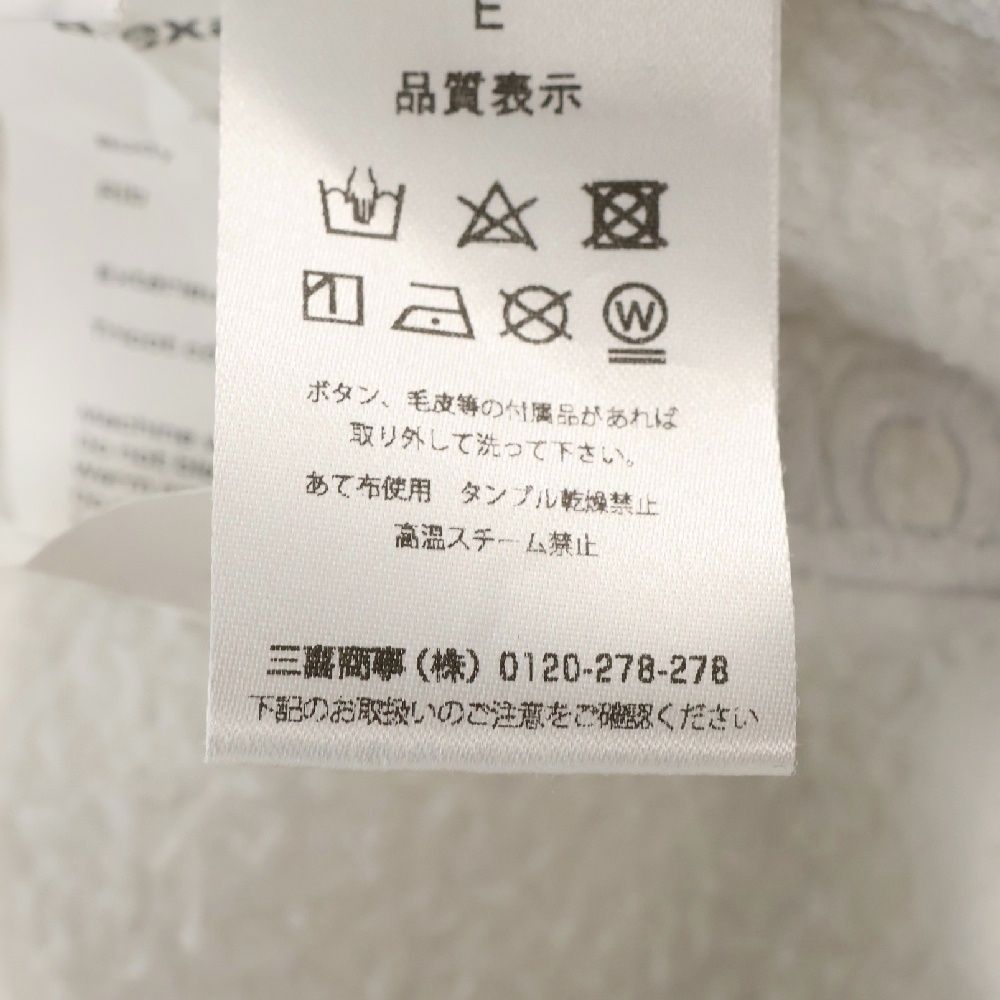 E
品質表示
W
ボタン、毛皮等の付属品があれば
取り外して洗って下さい。
あて布使用 タンブル乾燥禁止
高温スチーム禁止
三喜商事(株) 0120-278-278
下記のお取扱いのご注意をご確認ください